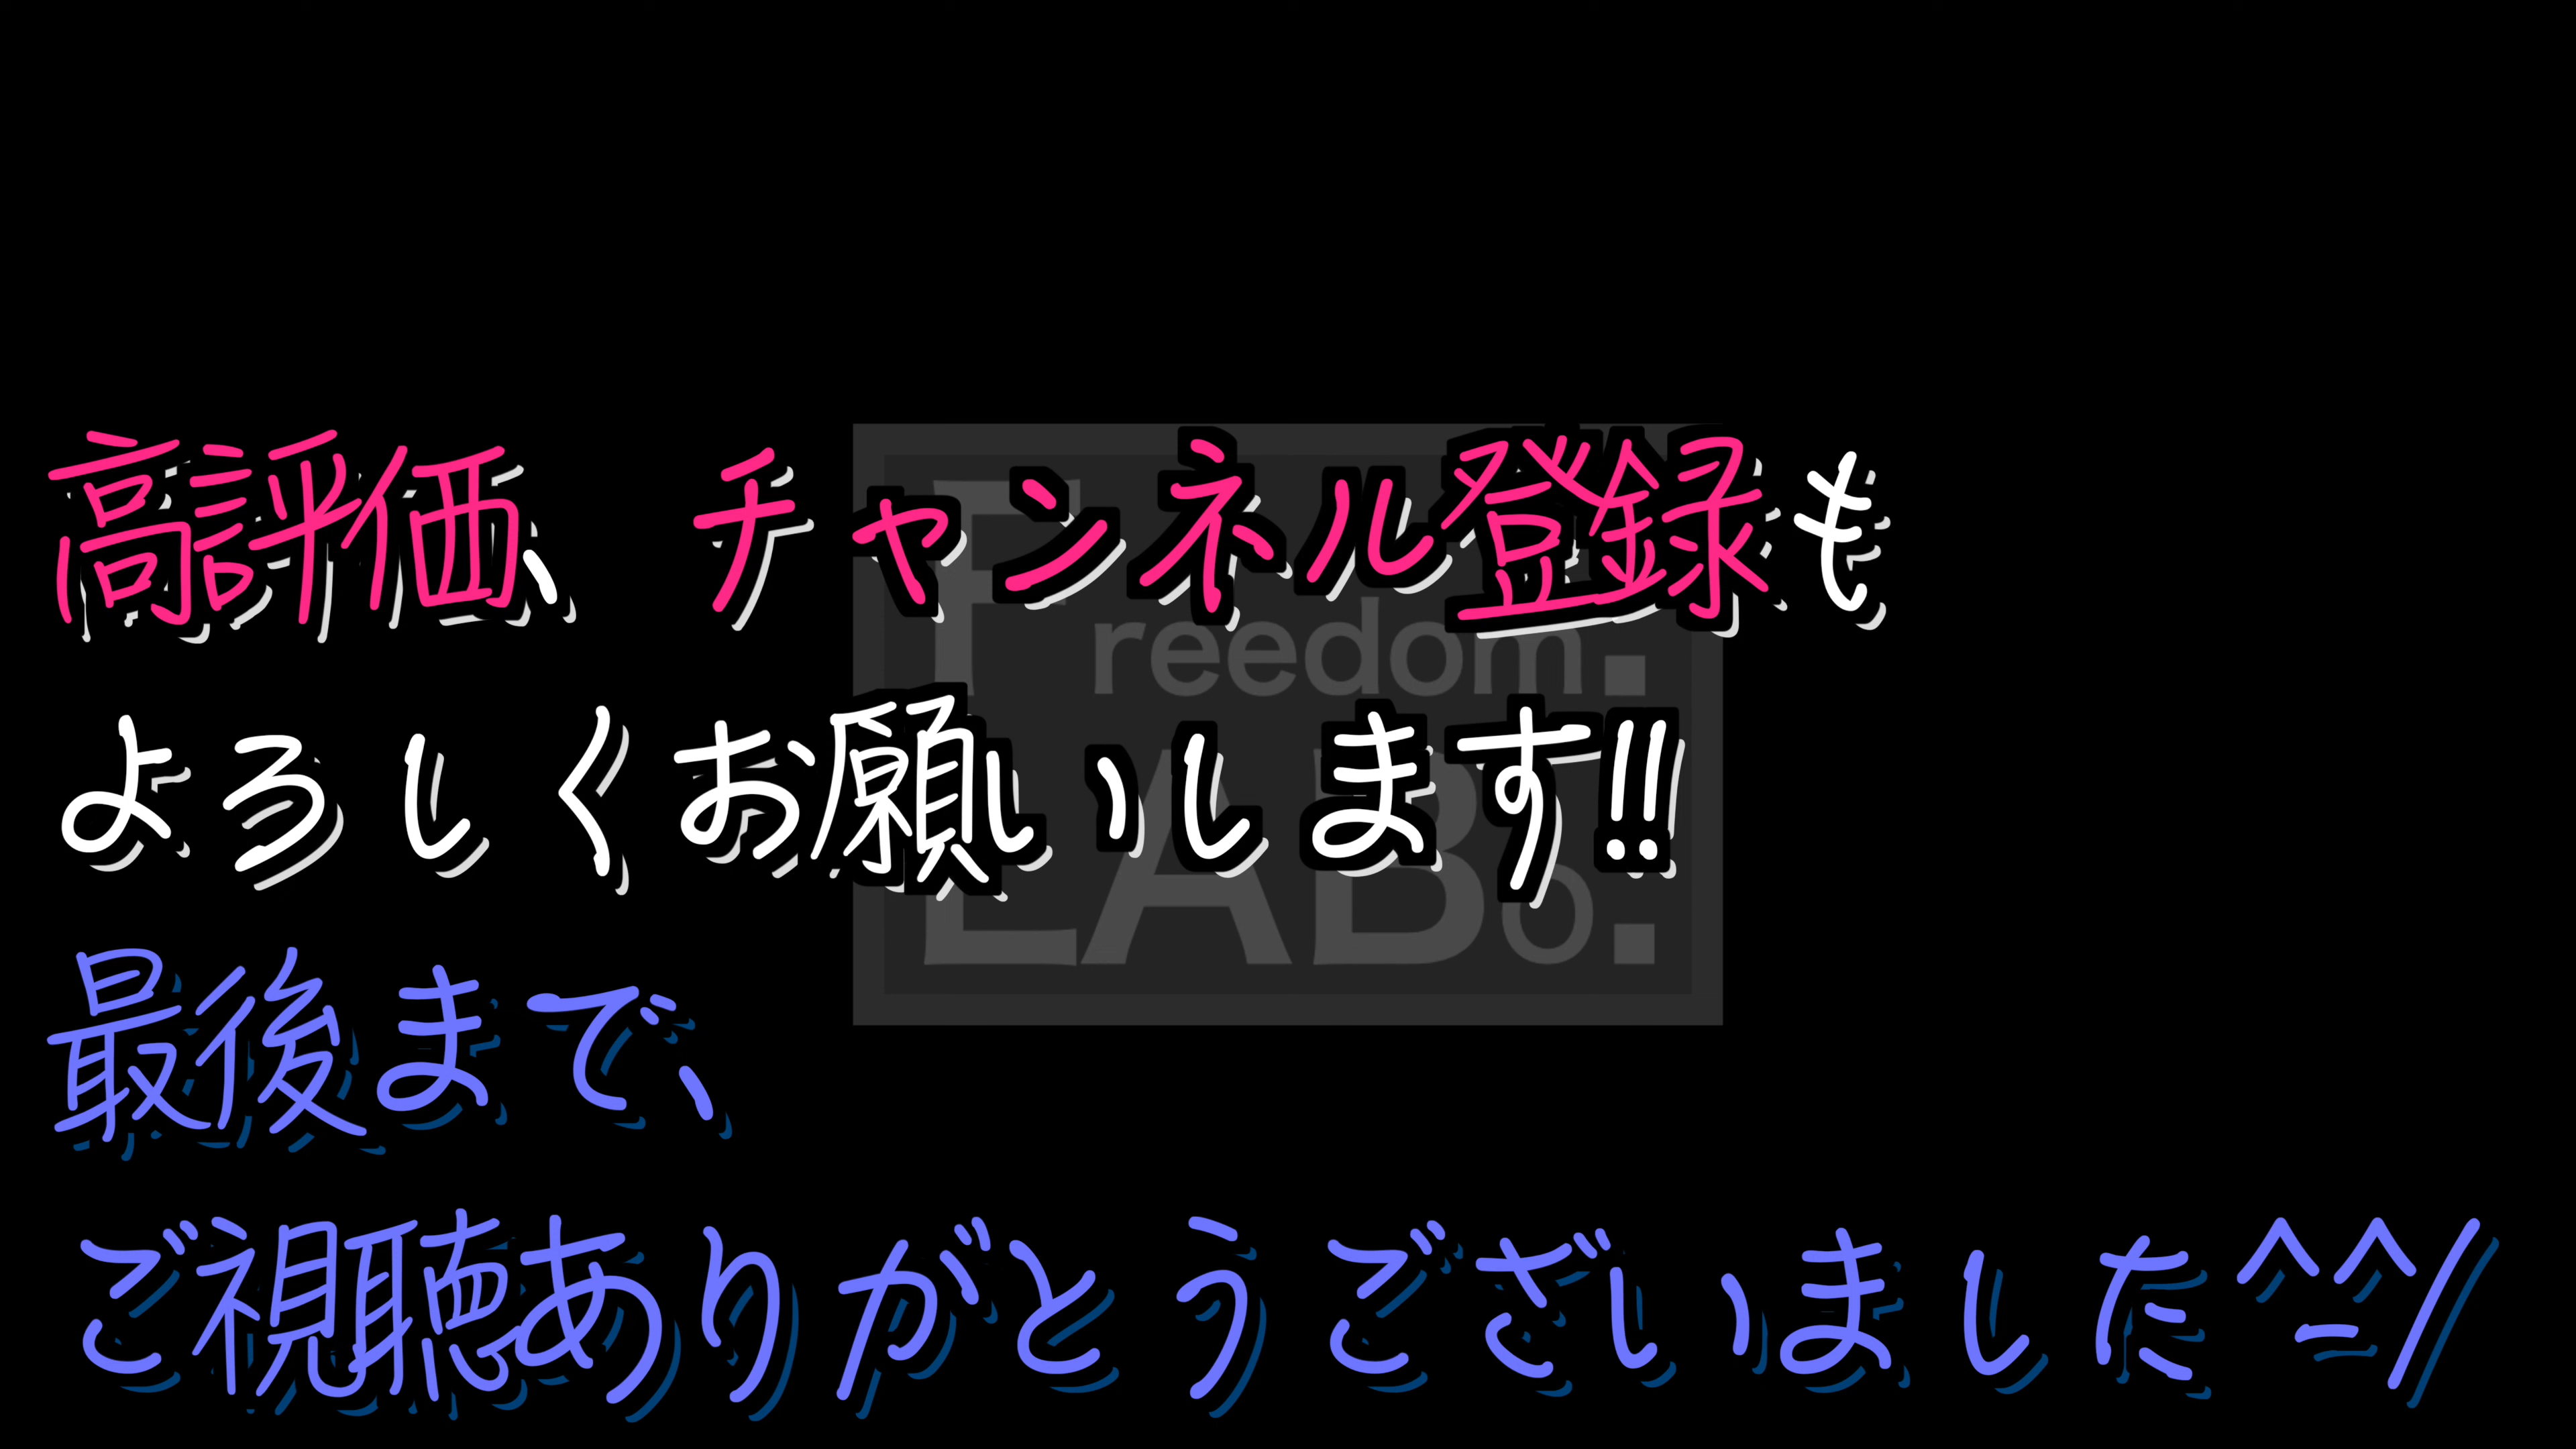 高評価、チャンネル登録も
よろしくお願いします!!
最後まで、
ご視聴ありがとうございました^_^/
Freedom.
LABo.